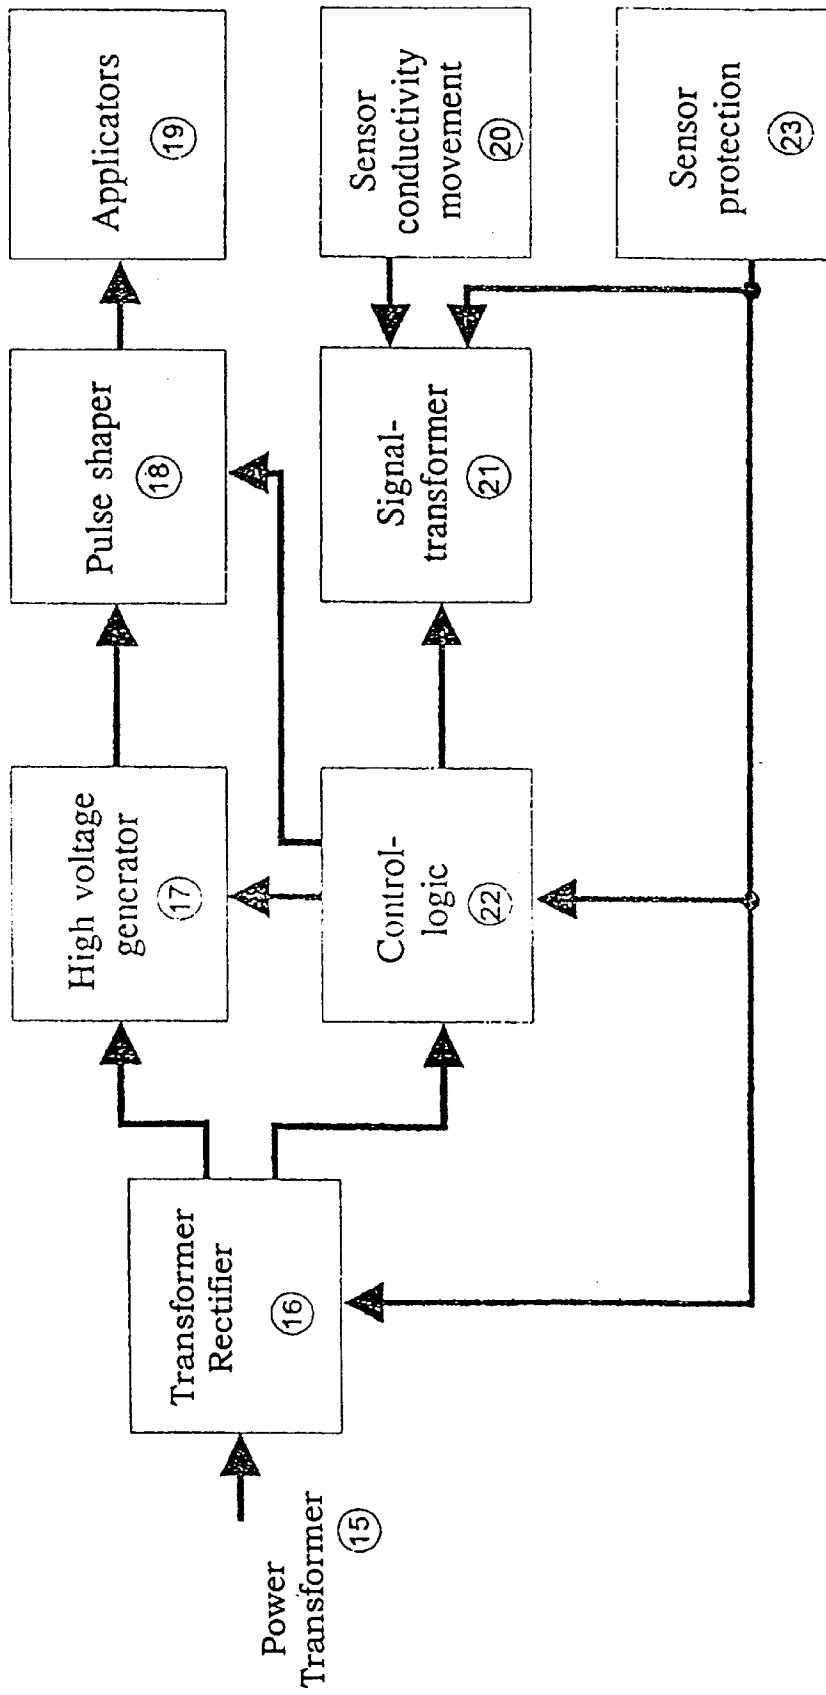 Power
Transformer
15
Transformer
Rectifier
16
High voltage
generator
17
Pulse shaper
18
Applicators
19
Control-
logic
22
Signal-
transformer
21
Sensor
conductivity
movement
20
Sensor
protection
23